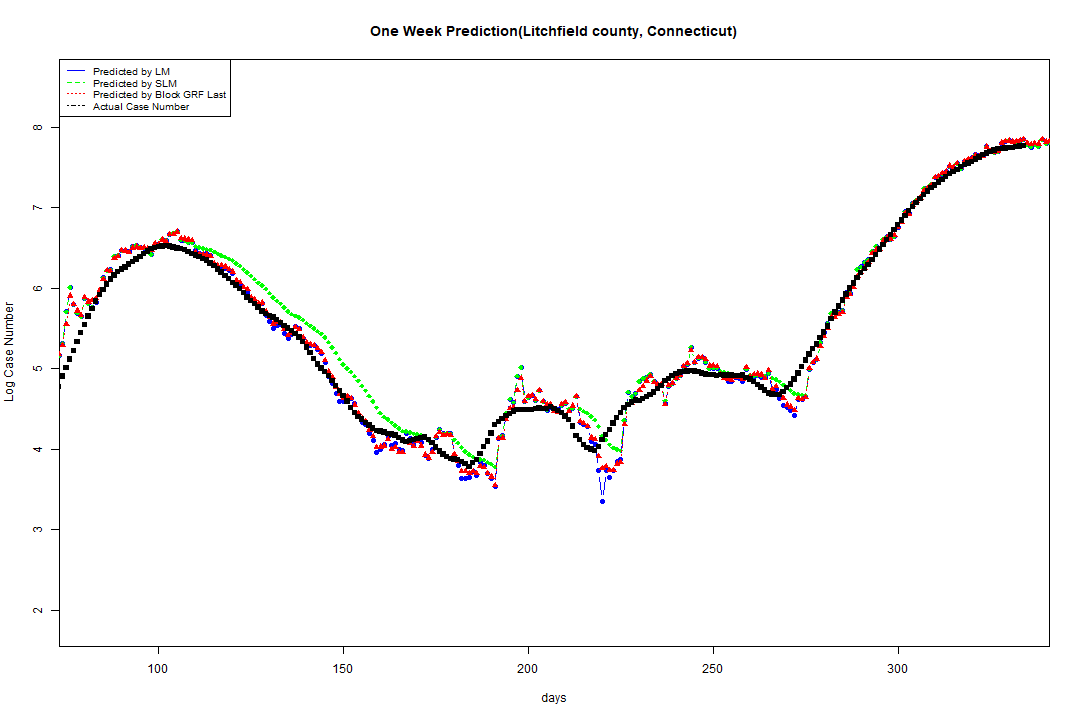 One Week Prediction(Litchfield county, Connecticut)
Predicted by LM
Predicted by SLM
Predicted by Block GRF Last
Actual Case Number
8
7
6
5
4
3
2
Log Case Number
100 150 200 250 300
days